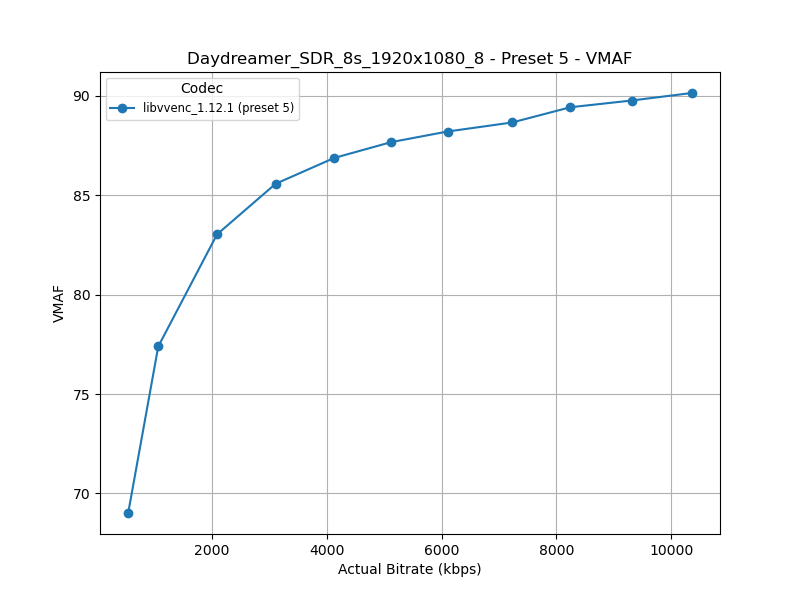 Daydreamer_SDR_8s_1920x1080_8 - Preset 5 - VMAF
Codec
libvvenc_1.12.1 (preset 5)
90
85
80
75
70
VMAF
2000 4000 6000 8000 10000
Actual Bitrate (kbps)